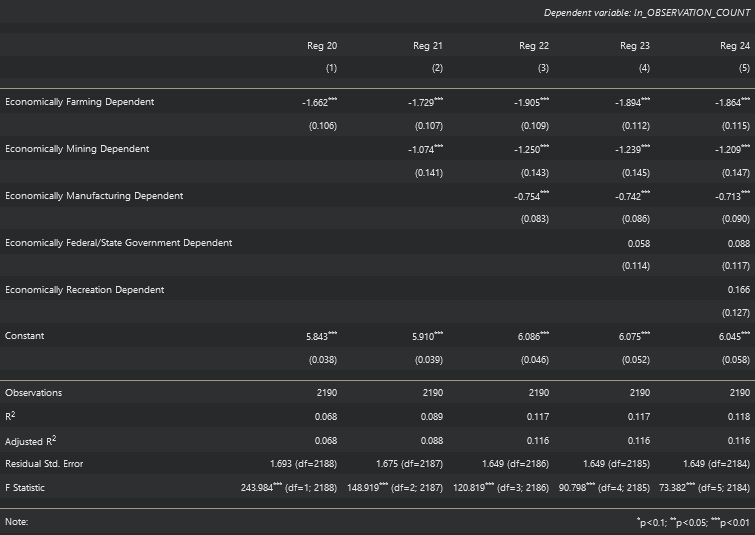 Dependent variable: ln_OBSERVATION_COUNT
Reg 20 Reg 21 Reg 22 Reg 23 Reg 24
(1) (2) (3) (4) (5)
Economically Farming Dependent -1.662*** -1.729*** -1.905*** -1.894*** -1.864***
(0.106) (0.107) (0.109) (0.112) (0.115)
Economically Mining Dependent -1.074*** -1.250*** -1.239*** -1.209***
(0.141) (0.143) (0.145) (0.147)
Economically Manufacturing Dependent -0.754*** -0.742*** -0.713***
(0.083) (0.086) (0.090)
Economically Federal/State Government Dependent 0.058 0.088
(0.114) (0.117)
Economically Recreation Dependent 0.166
(0.127)
Constant 5.843*** 5.910*** 6.086*** 6.075*** 6.045***
(0.038) (0.039) (0.046) (0.052) (0.058)
Observations 2190 2190 2190 2190 2190
R2 0.068 0.089 0.117 0.117 0.118
Adjusted R2 0.068 0.088 0.116 0.116 0.116
Residual Std. Error 1.693 (df=2188) 1.675 (df=2187) 1.649 (df=2186) 1.649 (df=2185) 1.649 (df=2184)
F Statistic 243.984*** (df=1; 2188) 148.919*** (df=2; 2187) 120.819*** (df=3; 2186) 90.798*** (df=4; 2185) 73.382*** (df=5; 2184)
Note: *p<0.1; **p<0.05; ***p<0.01